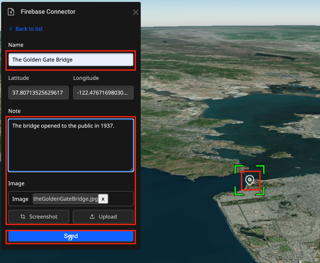 Firebase Connector
Back to list
Name
The Golden Gate Bridge
Latitude Longitude
37.80713525629617 -122.47671698030...
Note
The bridge opened to the public in 1937.
Image
Image theGoldenGateBridge.jpg x
Screenshot Upload
Send